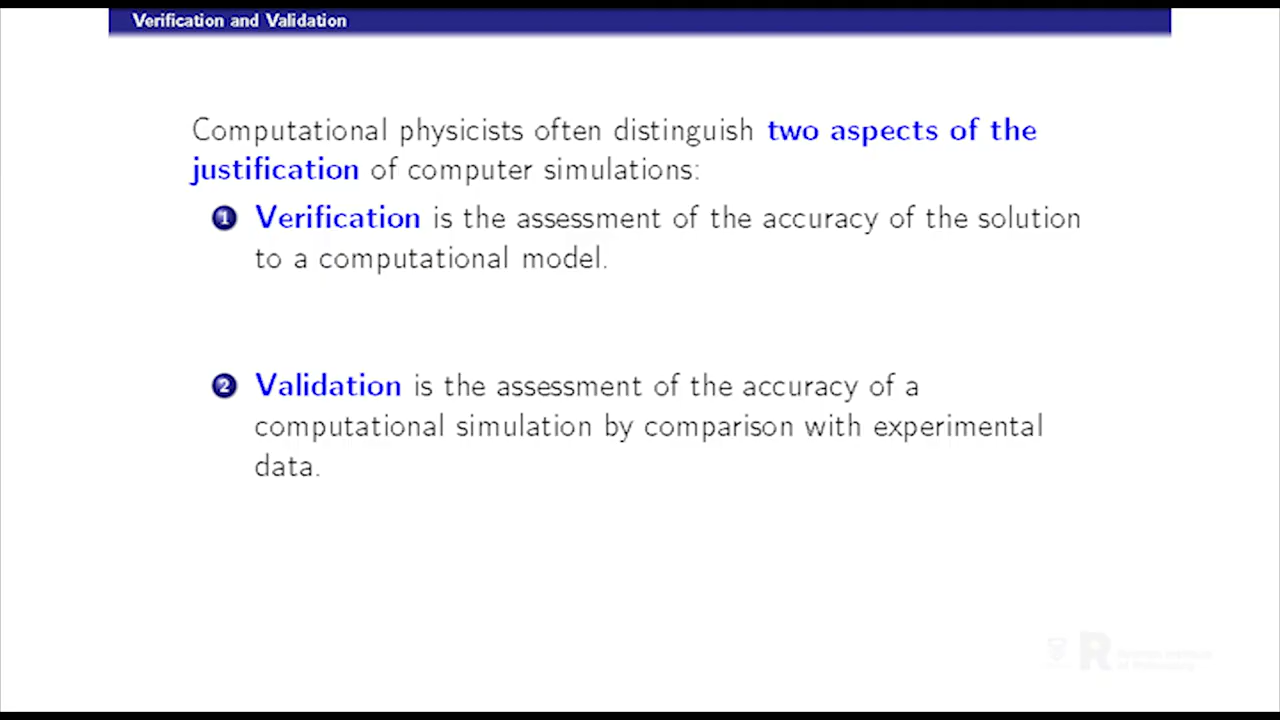 Verification and Validation
Computational physicists often distinguish two aspects of the
justification of computer simulations:
1 Verification is the assessment of the accuracy of the solution
to a computational model.
2 Validation is the assessment of the accuracy of a
computational simulation by comparison with experimental
data.
R